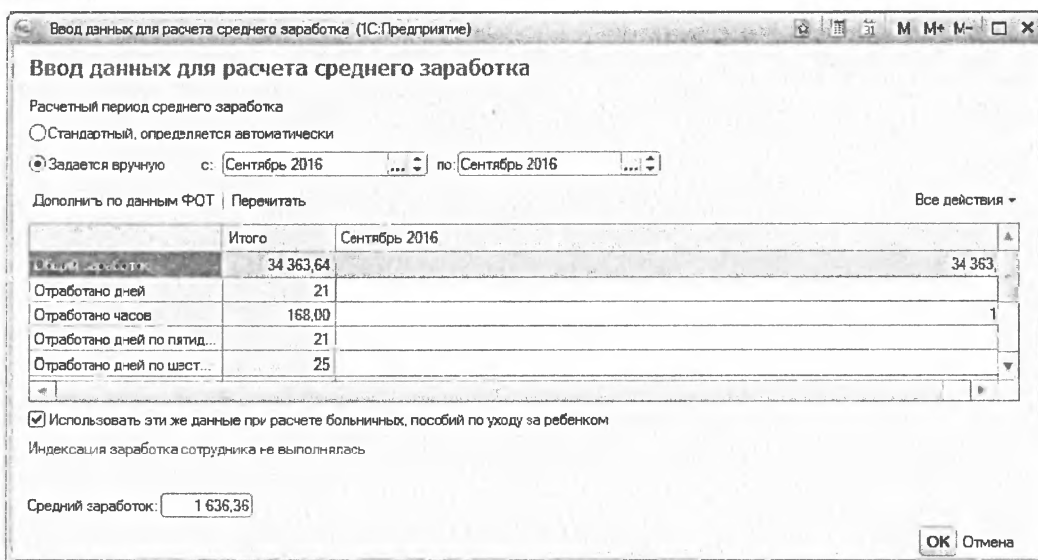 Ввод данных для расчета среднего заработка (1С:Предприятие) 31 M M+ M-
Ввод данных для расчета среднего заработка
Расчетный период среднего заработка
Стандартный, определяется автоматически
Задается вручную с: Сентябрь 2016 ... по: Сентябрь 2016 ...
Дополнить по данным ФОТ Перечитать Все действия
Итого Сентябрь 2016
Общий заработок 34 363,64 34 363,
Отработано дней 21
Отработано часов 168,00 1
Отработано дней по пятид... 21
Отработано дней по шест... 25
Использовать эти же данные при расчете больничных, пособий по уходу за ребенком
Индексация заработка сотрудника не выполнялась
Средний заработок: 1 636,36
OK Отмена